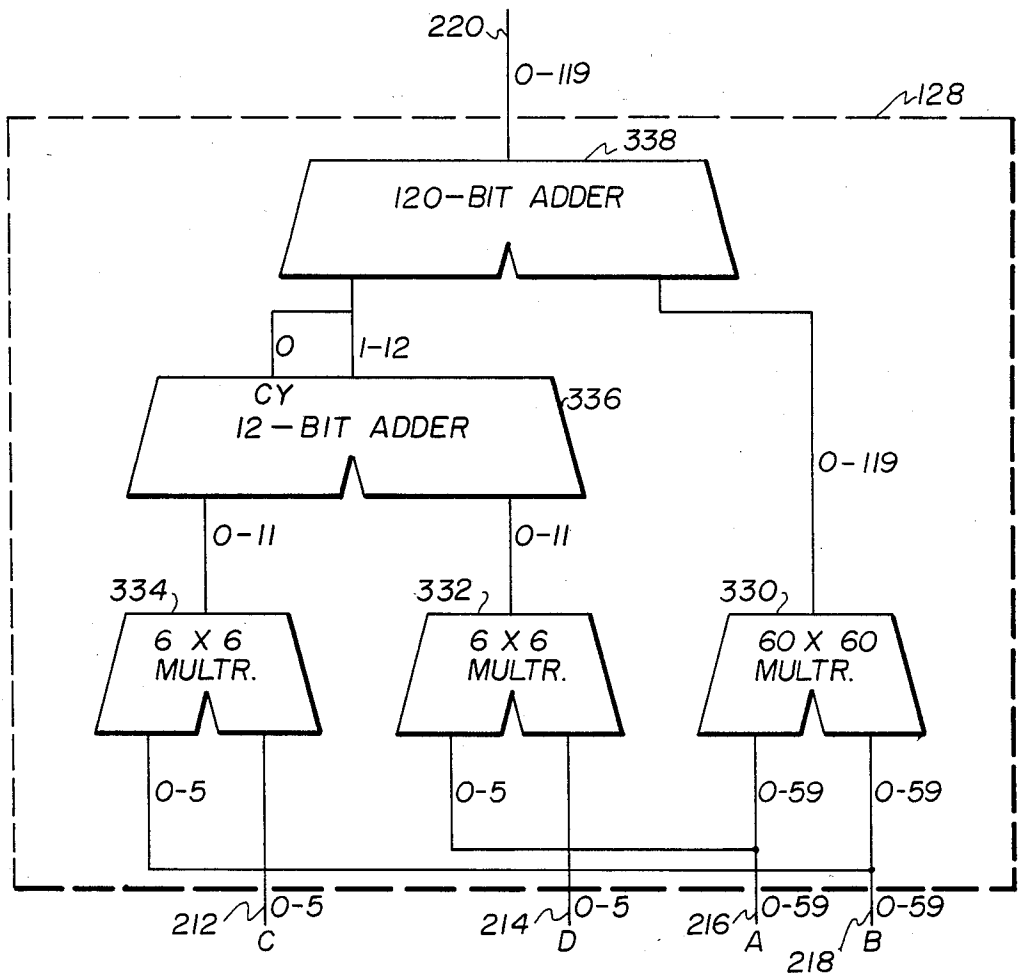 220
0-119
128
338
120-BIT ADDER
0
1-12
CY
336
12-BIT ADDER
0-119
0-11
0-11
334
332
330
6 X 6
MULTR.
6 X 6
MULTR.
60 X 60
MULTR.
0-5
0-5
0-59
0-59
212
0-5
214
0-5
216
0-59
0-59
C
D
A
218
B